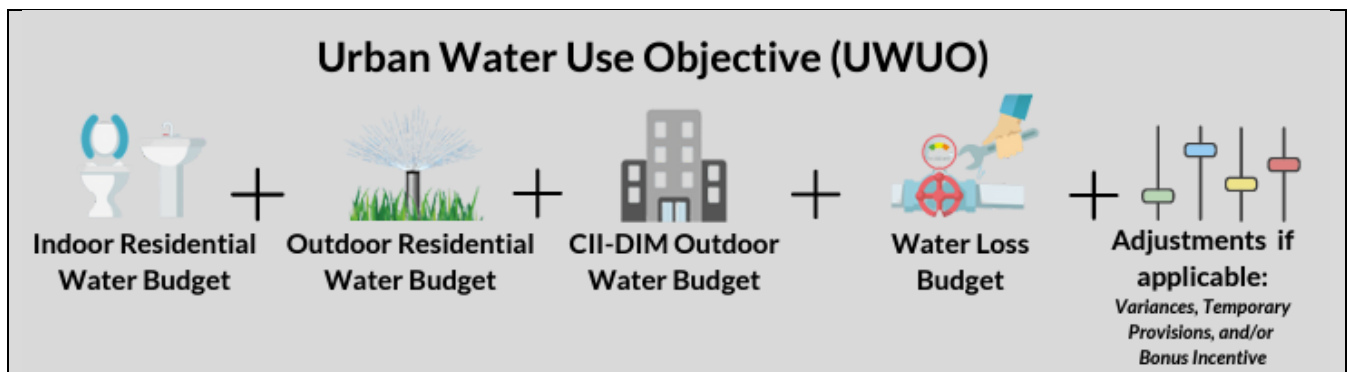 Urban Water Use Objective (UWUO)
Indoor Residential
Water Budget
Outdoor Residential
Water Budget
CII-DIM Outdoor
Water Budget
Water Loss
Budget
Adjustments if
applicable:
Variances, Temporary
Provisions, and/or
Bonus Incentive